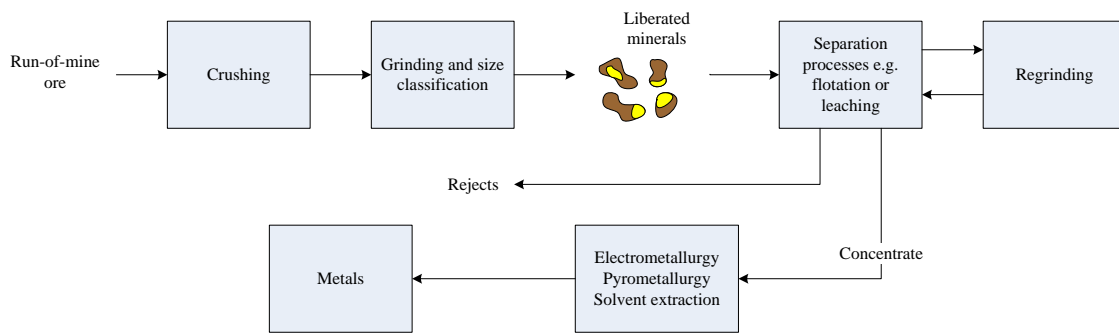 Run-of-mine
ore
Crushing
Grinding and size
classification
Liberated
minerals
Separation
processes e.g.
flotation or
leaching
Regrinding
Rejects
Concentrate
Metals
Electrometallurgy
Pyrometallurgy
Solvent extraction